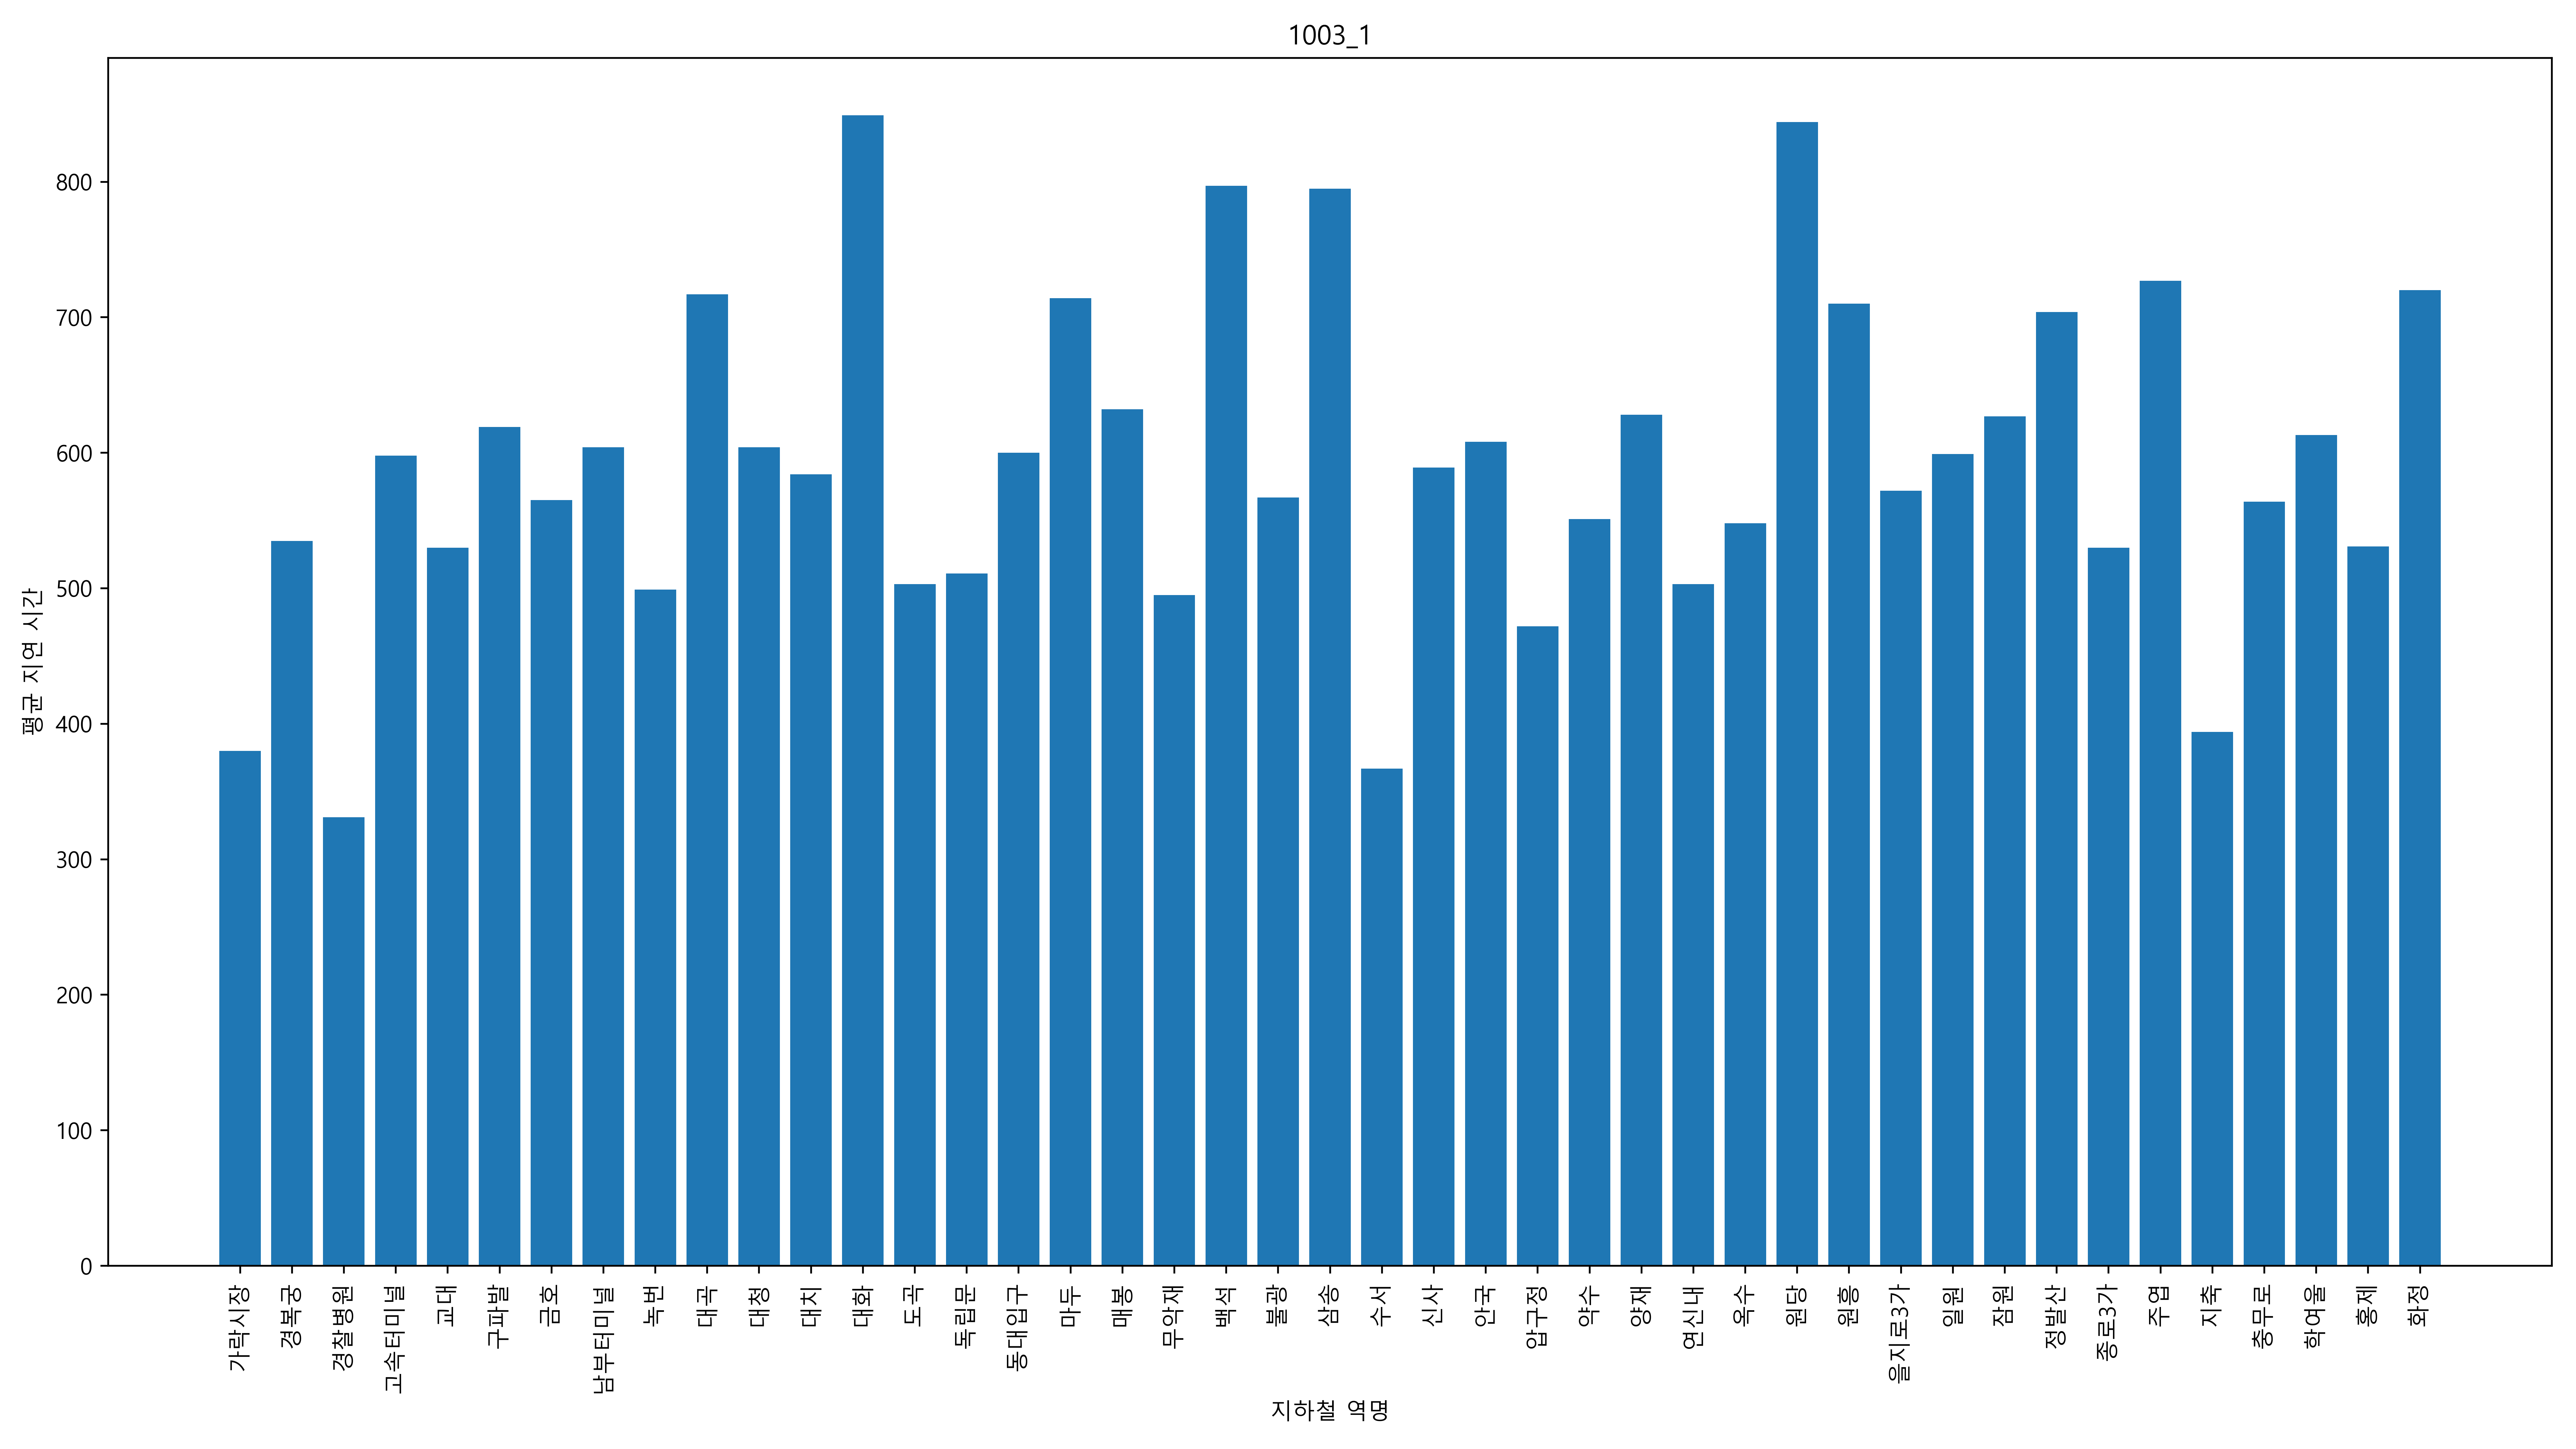 1003_1
평균 지연 시간
800
700
600
500
400
300
200
100
0
가락시장
경복궁
경찰병원
고속터미널
교대
구파발
금호
남부터미널
녹번
대곡
대청
대치
대화
도곡
독립문
동대입구
마두
매봉
무악재
백석
불광
삼송
수서
신사
안국
압구정
약수
양재
연신내
옥수
원당
원흥
을지로3가
일원
잠원
정발산
종로3가
주엽
지축
충무로
학여울
홍제
화정
지하철 역명